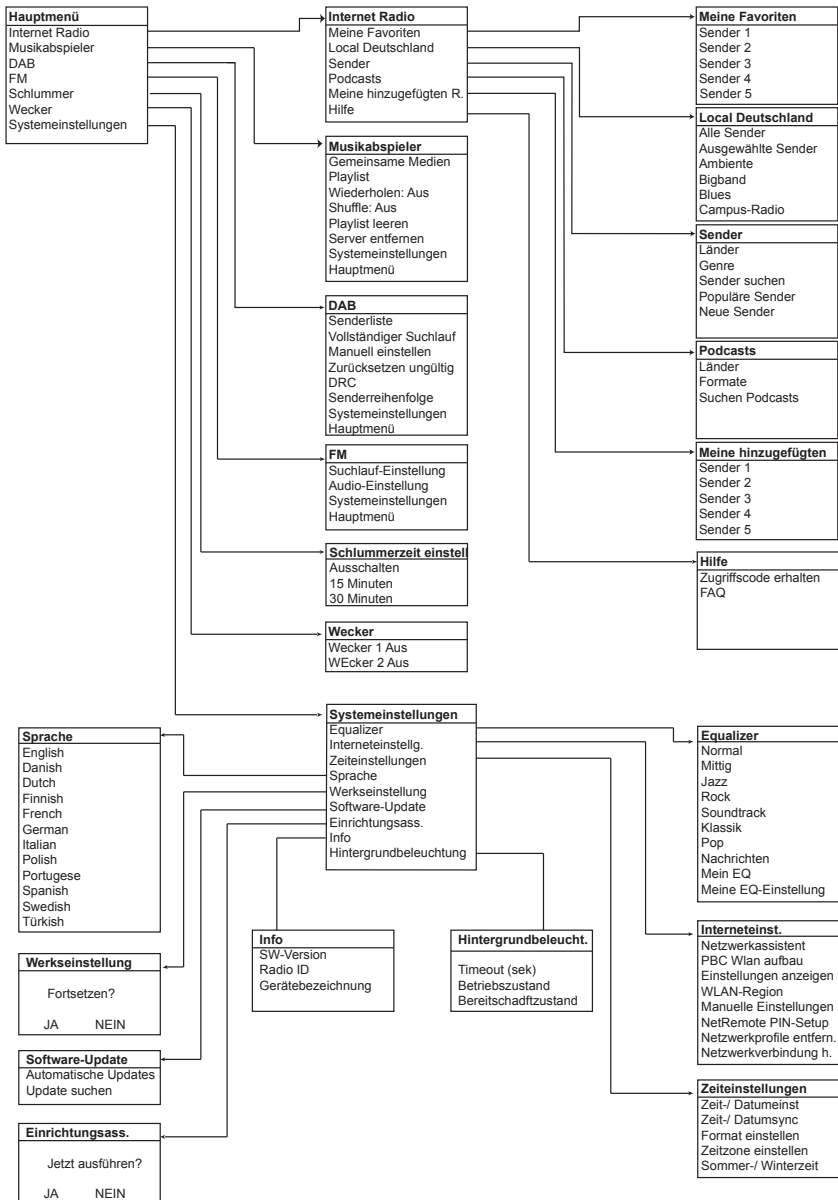 Hauptmenü
Internet Radio
Musikabspieler
DAB
FM
Schlummer
Wecker
Systemeinstellungen
Internet Radio
Meine Favoriten
Local Deutschland
Sender
Podcasts
Meine hinzugefügten R.
Hilfe
Meine Favoriten
Sender 1
Sender 2
Sender 3
Sender 4
Sender 5
Local Deutschland
Alle Sender
Ausgewählte Sender
Ambiente
Bigband
Blues
Campus-Radio
Musikabspieler
Gemeinsame Medien
Playlist
Wiederholen: Aus
Shuffle: Aus
Playlist leeren
Server entfernen
Systemeinstellungen
Hauptmenü
Sender
Länder
Genre
Sender suchen
Populäre Sender
Neue Sender
DAB
Senderliste
Vollständiger Suchlauf
Manuell einstellen
Zurücksetzen ungültig
DRC
Senderreihenfolge
Systemeinstellungen
Hauptmenü
Podcasts
Länder
Formate
Suchen Podcasts
FM
Suchlauf-Einstellung
Audio-Einstellung
Systemeinstellungen
Hauptmenü
Meine hinzugefügten
Sender 1
Sender 2
Sender 3
Sender 4
Sender 5
Schlummerzeit einstell
Ausschalten
15 Minuten
30 Minuten
Hilfe
Zugriffscode erhalten
FAQ
Wecker
Wecker 1 Aus
WEcker 2 Aus
Systemeinstellungen
Equalizer
Interneteinstellg.
Zeiteinstellungen
Sprache
Werkseinstellung
Software-Update
Einrichtungsass.
Info
Hintergrundbeleuchtung
Sprache
English
Danish
Dutch
Finnish
French
German
Italian
Polish
Portugese
Spanish
Swedish
Türkish
Equalizer
Normal
Mittig
Jazz
Rock
Soundtrack
Klassik
Pop
Nachrichten
Mein EQ
Meine EQ-Einstellung
Info
SW-Version
Radio ID
Gerätebezeichnung
Hintergrundbeleucht.
Timeout (sek)
Betriebszustand
Bereitschadftzustand
Interneteinst.
Netzwerkassistent
PBC Wlan aufbau
Einstellungen anzeigen
WLAN-Region
Manuelle Einstellungen
NetRemote PIN-Setup
Netzwerkprofile entfern.
Netzwerkverbindung h.
Werkseinstellung
Fortsetzen?
JA NEIN
Software-Update
Automatische Updates
Update suchen
Zeiteinstellungen
Zeit-/ Datumeinst
Zeit-/ Datumsync
Format einstellen
Zeitzone einstellen
Sommer-/ Winterzeit
Einrichtungsass.
Jetzt ausführen?
JA NEIN